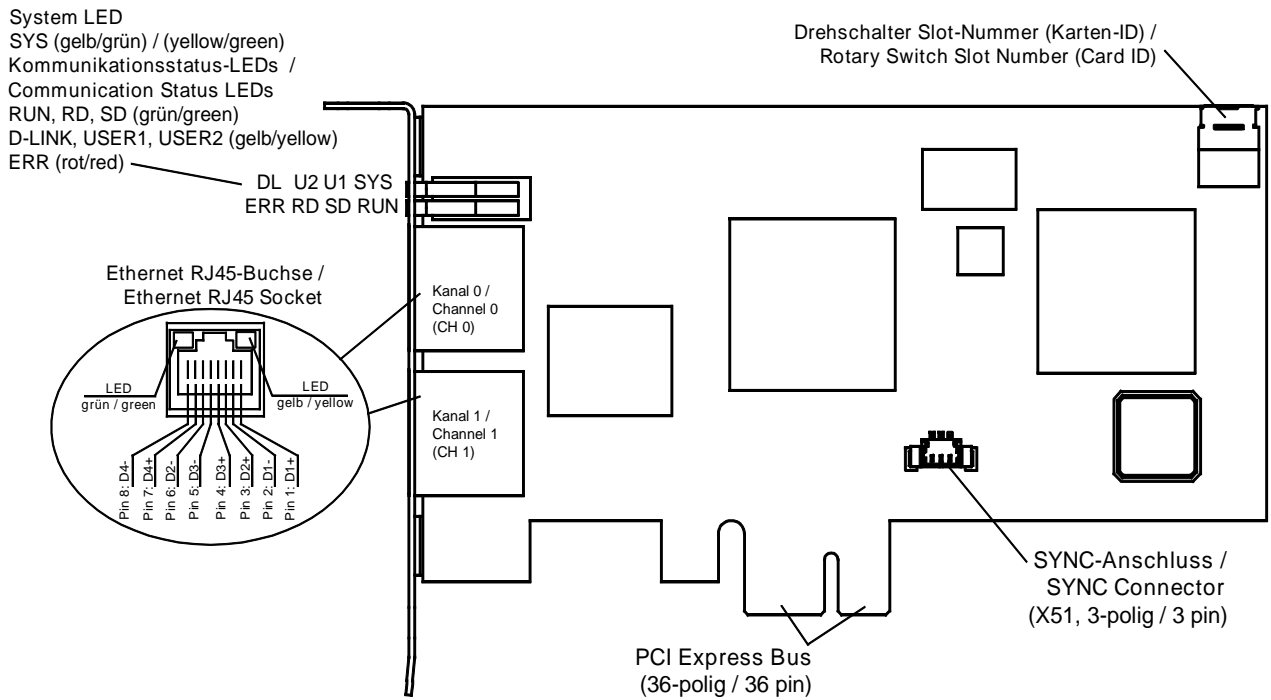 System LED
SYS (gelb/grün) / (yellow/green)
Kommunikationsstatus-LEDs /
Communication Status LEDs
RUN, RD, SD (grün/green)
D-LINK, USER1, USER2 (gelb/yellow)
ERR (rot/red)
DL U2 U1 SYS
ERR RD SD RUN
Drehschalter Slot-Nummer (Karten-ID) /
Rotary Switch Slot Number (Card ID)
Ethernet RJ45-Buchse /
Ethernet RJ45 Socket
Kanal 0 /
Channel 0
(CH 0)
LED
grün / green
LED
gelb / yellow
Kanal 1 /
Channel 1
(CH 1)
Pin 8: D4-
Pin 7: D4+
Pin 6: D2-
Pin 5: D3-
Pin 4: D3+
Pin 3: D2+
Pin 2: D1-
Pin 1: D1+
SYNC-Anschluss /
SYNC Connector
(X51, 3-polig / 3 pin)
PCI Express Bus
(36-polig / 36 pin)